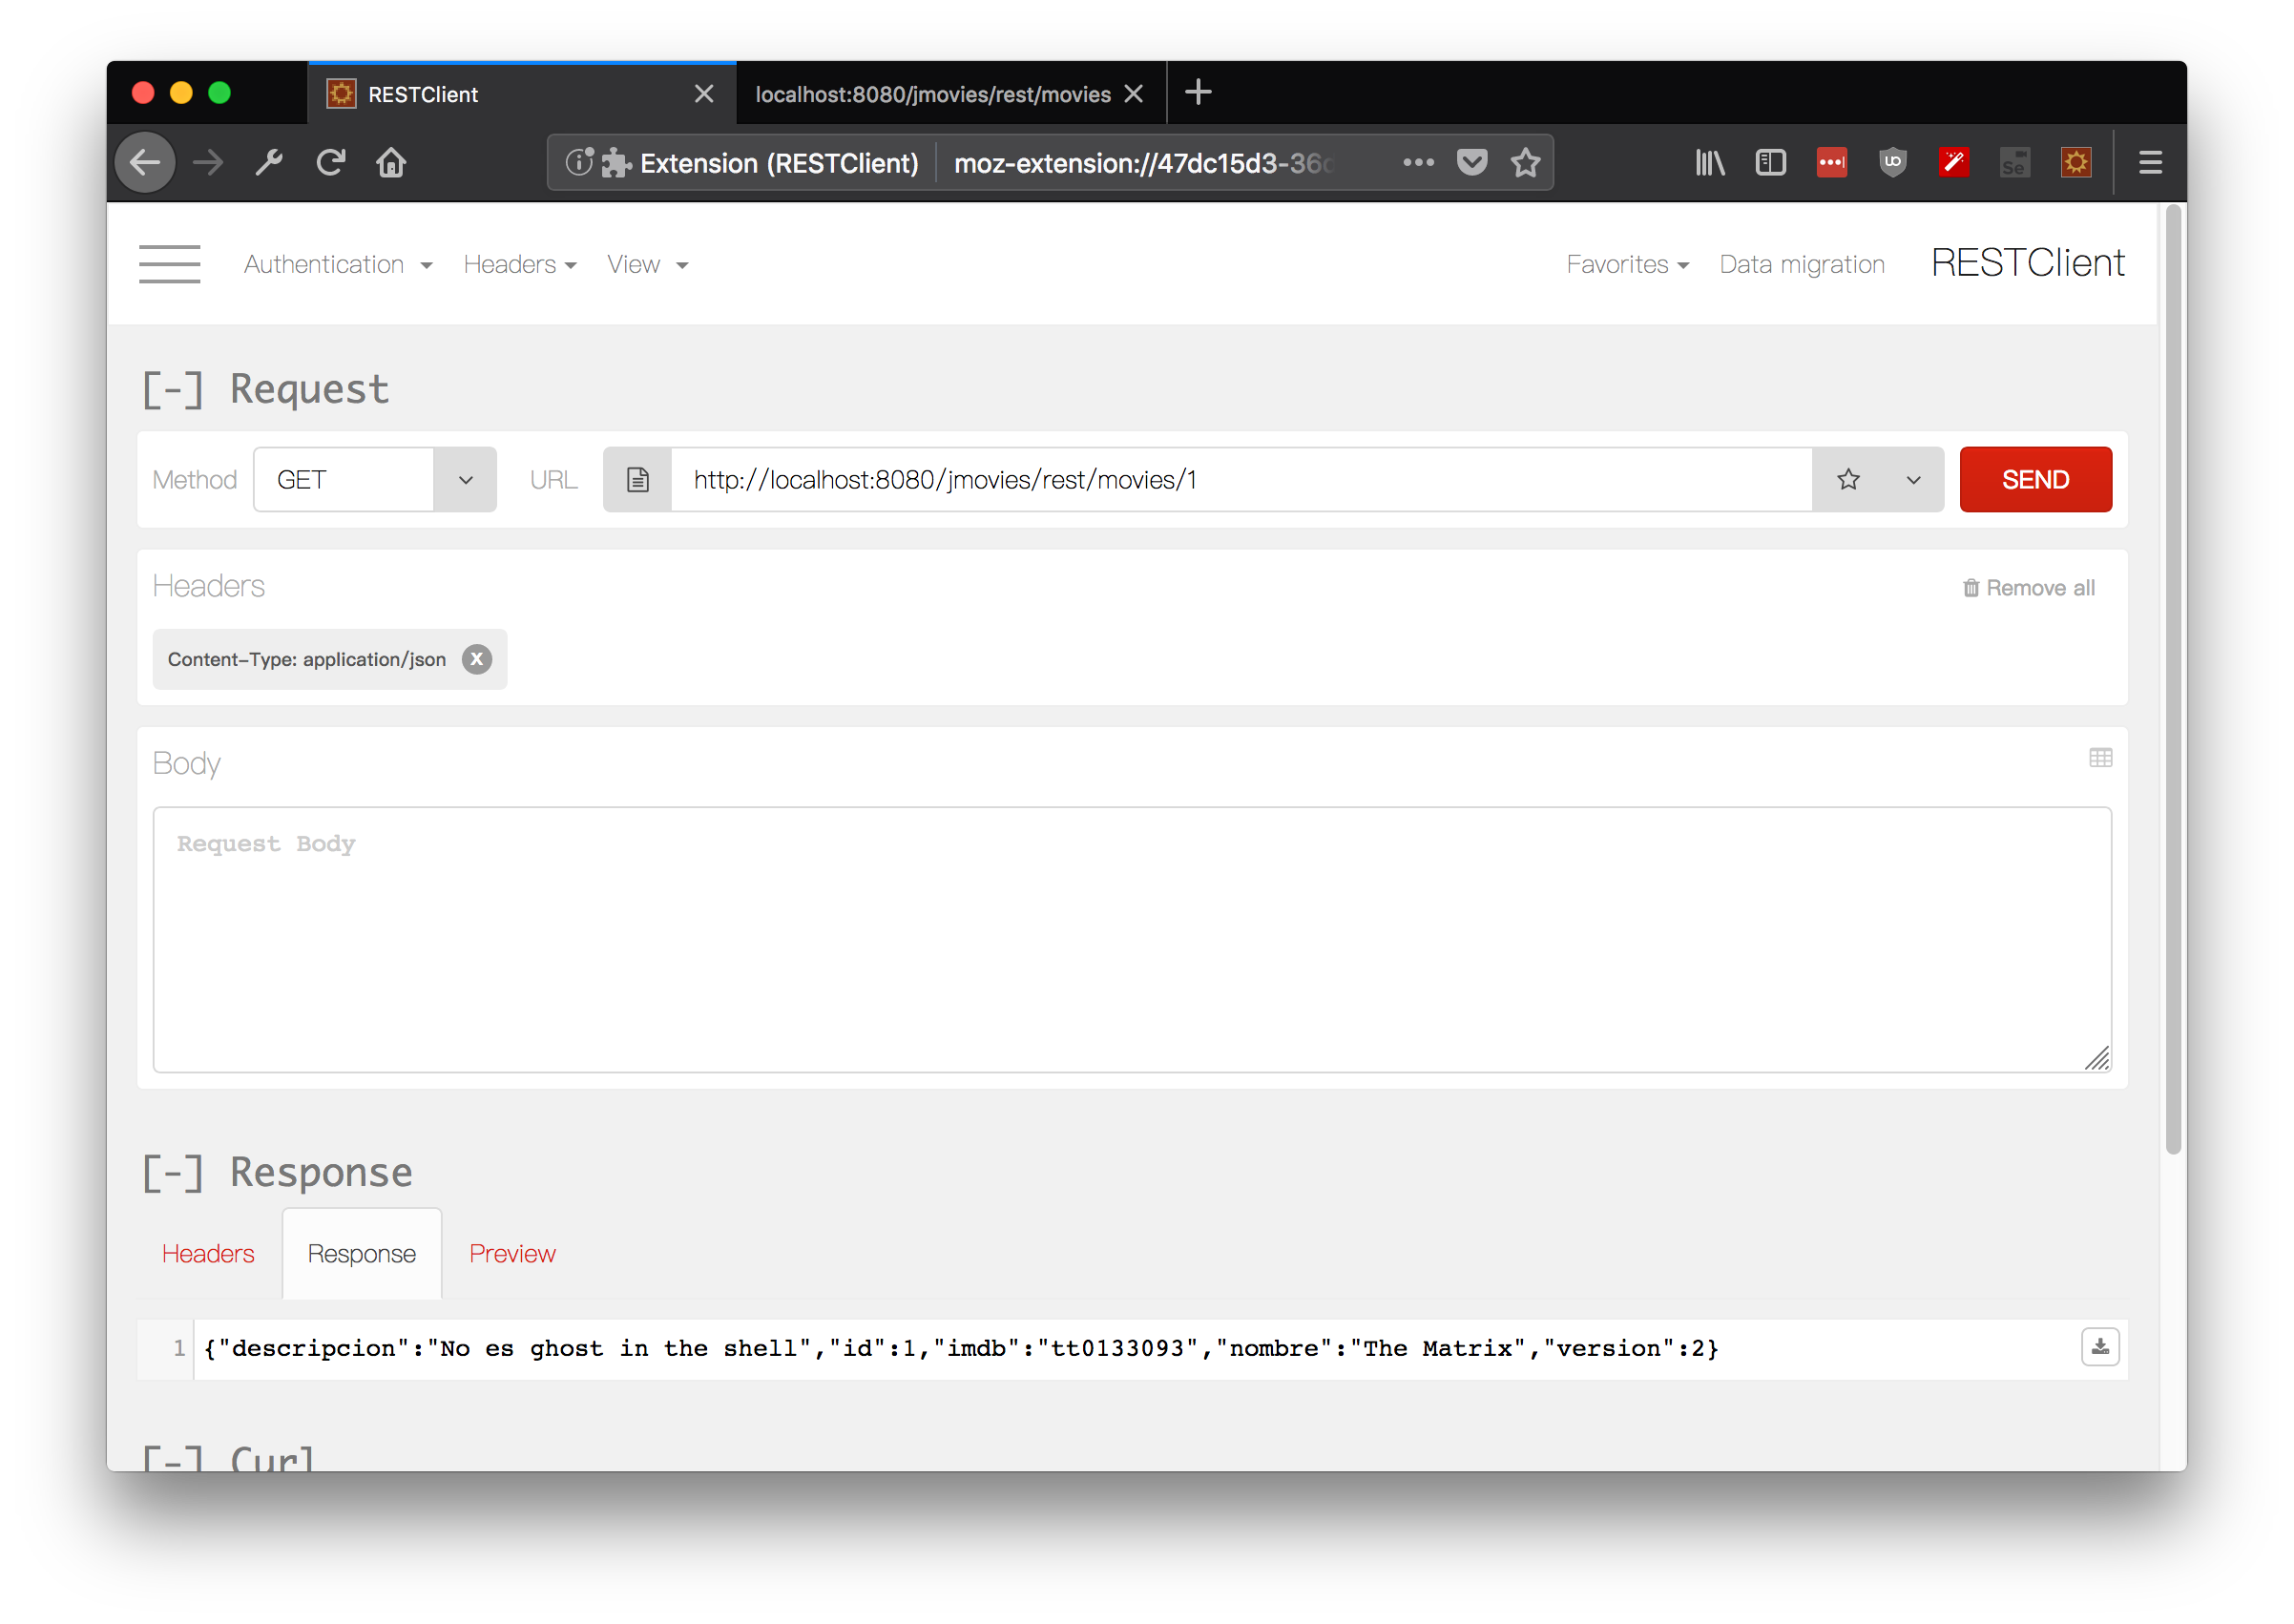 RESTClient
localhost:8080/jmovies/rest/movies
Extension (RESTClient) moz-extension://47dc15d3-36
Authentication Headers View Favorites Data migration RESTClient
[-] Request
Method GET URL http://localhost:8080/jmovies/rest/movies/1 SEND
Headers Remove all
Content-Type: application/json x
Body
Request Body
[-] Response
Headers Response Preview
1 {"descripcion":"No es ghost in the shell","id":1,"imdb":"tt0133093","nombre":"The Matrix","version":2}
[-] Curl